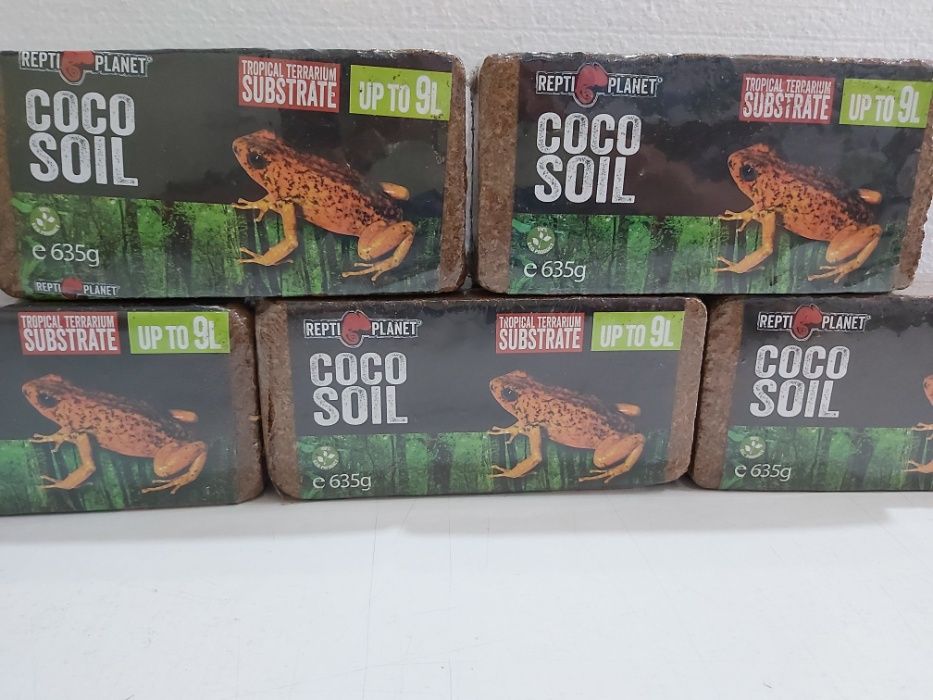 REPTI PLANET
TROPICAL TERRARIUM
SUBSTRATE
UP TO 9L
COCO
SOIL
e 635g
REPTI PLANET
REPTI PLANET
TROPICAL TERRARIUM
SUBSTRATE
UP TO 9L
COCO
SOIL
e 635g
TROPICAL TERRARIUM
SUBSTRATE
UP TO 9L
REPTI PLANET
TROPICAL TERRARIUM
SUBSTRATE
UP TO 9L
COCO
SOIL
e 635g
REPTI PLANET
COCO
SOIL
e 635g